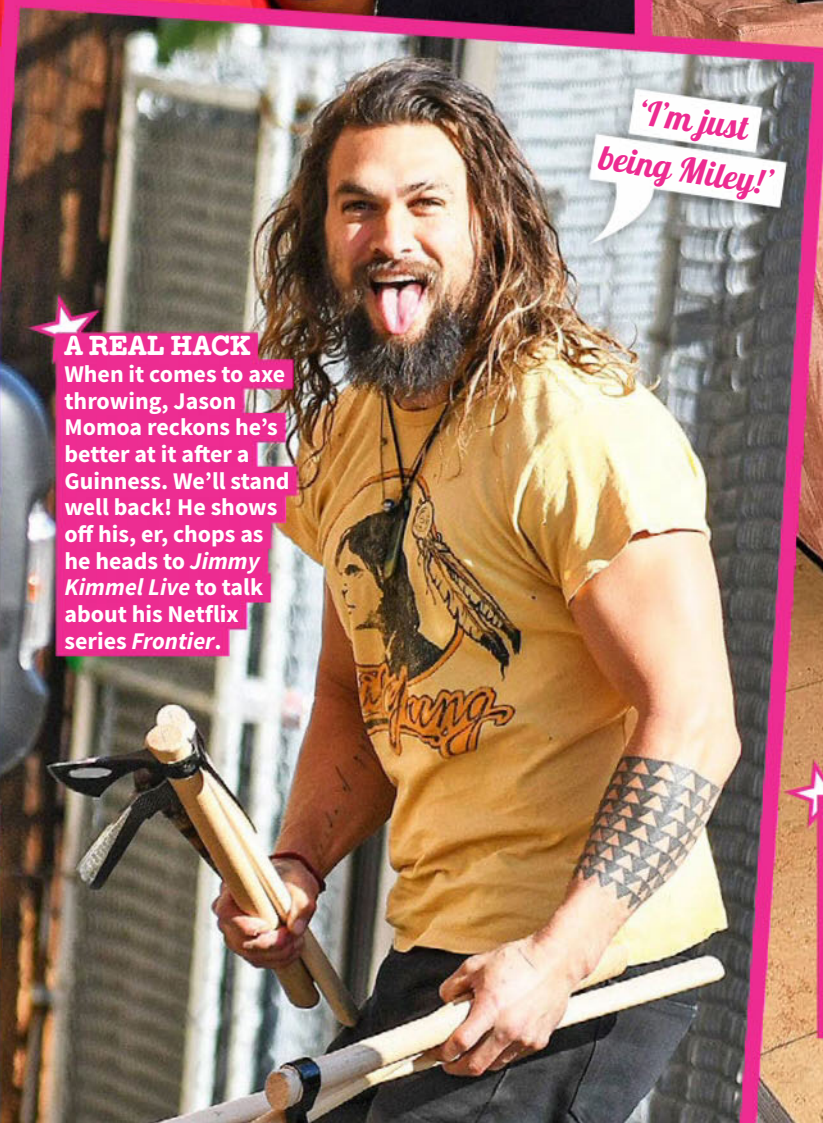 'I'm just
being Miley!'
A REAL HACK
When it comes to axe
throwing, Jason
Momoa reckons he's
better at it after a
Guinness. We'll stand
well back! He shows
off his, er, chops as
he heads to Jimmy
Kimmel Live to talk
about his Netflix
series Frontier.
Young